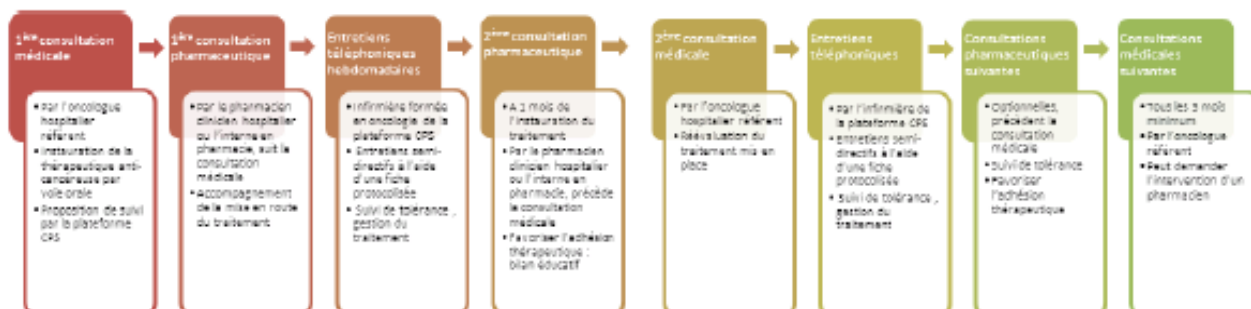 1ère consultation
médicale
• Par l'oncologue
hospitalier
référent
• Instauration de la
thérapeutique anti-
cancéreuse par
voie orale
• Proposition de suivi
par la plateforme
CPS
1ère consultation
pharmaceutique
• Par le pharmacien
clinicien hospitalier
ou l'interne en
pharmacie, suit la
consultation
médicale
• Accompagnement
de la mise en route
du traitement
Entretiens
téléphoniques
hebdomadaires
• Infirmière formée
en oncologie de la
plateforme CPS
• Entretiens semi-
directifs à l'aide
d'une fiche
protocolisée
• Suivi de tolérance,
gestion du
traitement
2ème consultation
pharmaceutique
• A 1 mois de
l'instauration du
traitement
• Par le pharmacien
clinicien hospitalier
ou l'interne en
pharmacie, précède
la consultation
médicale
• Favoriser l'adhésion
thérapeutique :
bilan éducatif
2ème consultation
médicale
• Par l'oncologue
hospitalier référent
• Réévaluation du
traitement mis en
place
Entretiens
téléphoniques
• Par l'infirmière de
la plateforme CPS
• Entretiens semi-
directifs à l'aide
d'une fiche
protocolisée
• Suivi de tolérance,
gestion du
traitement
Consultations
pharmaceutiques
suivantes
• Optionnelles,
précèdent la
consultation
médicale
• Suivi de tolérance
• Favoriser
l'adhésion
thérapeutique
Consultations
médicales
suivantes
• Tous les 3 mois
minimum
• Par l'oncologue
référent
• Peut demander
l'intervention d'un
pharmacien